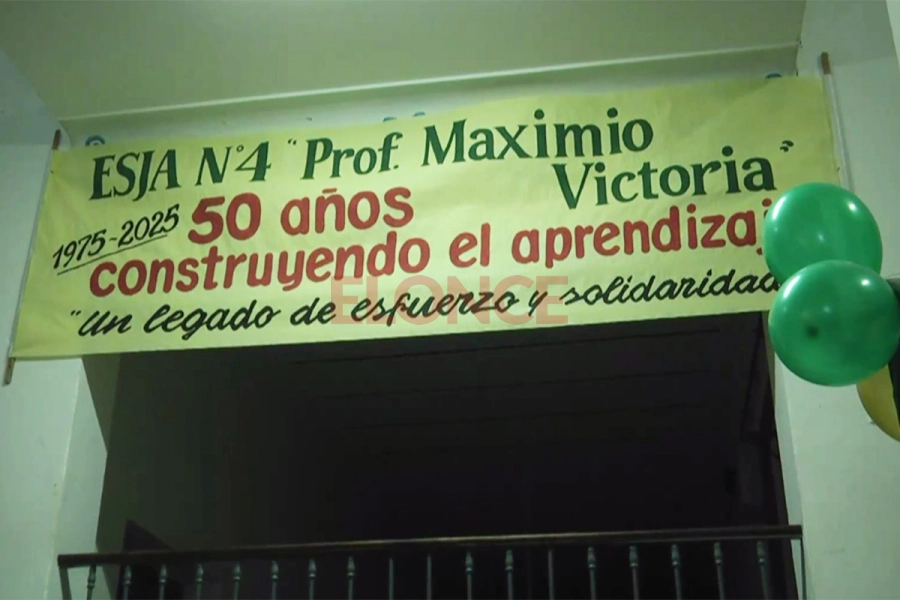 ESJA N°4 "Prof. Maximio
Victoria"
1975-2025 50 años
construyendo el aprendizaj
"Un legado de esfuerzo y solidaridad
ELONCE